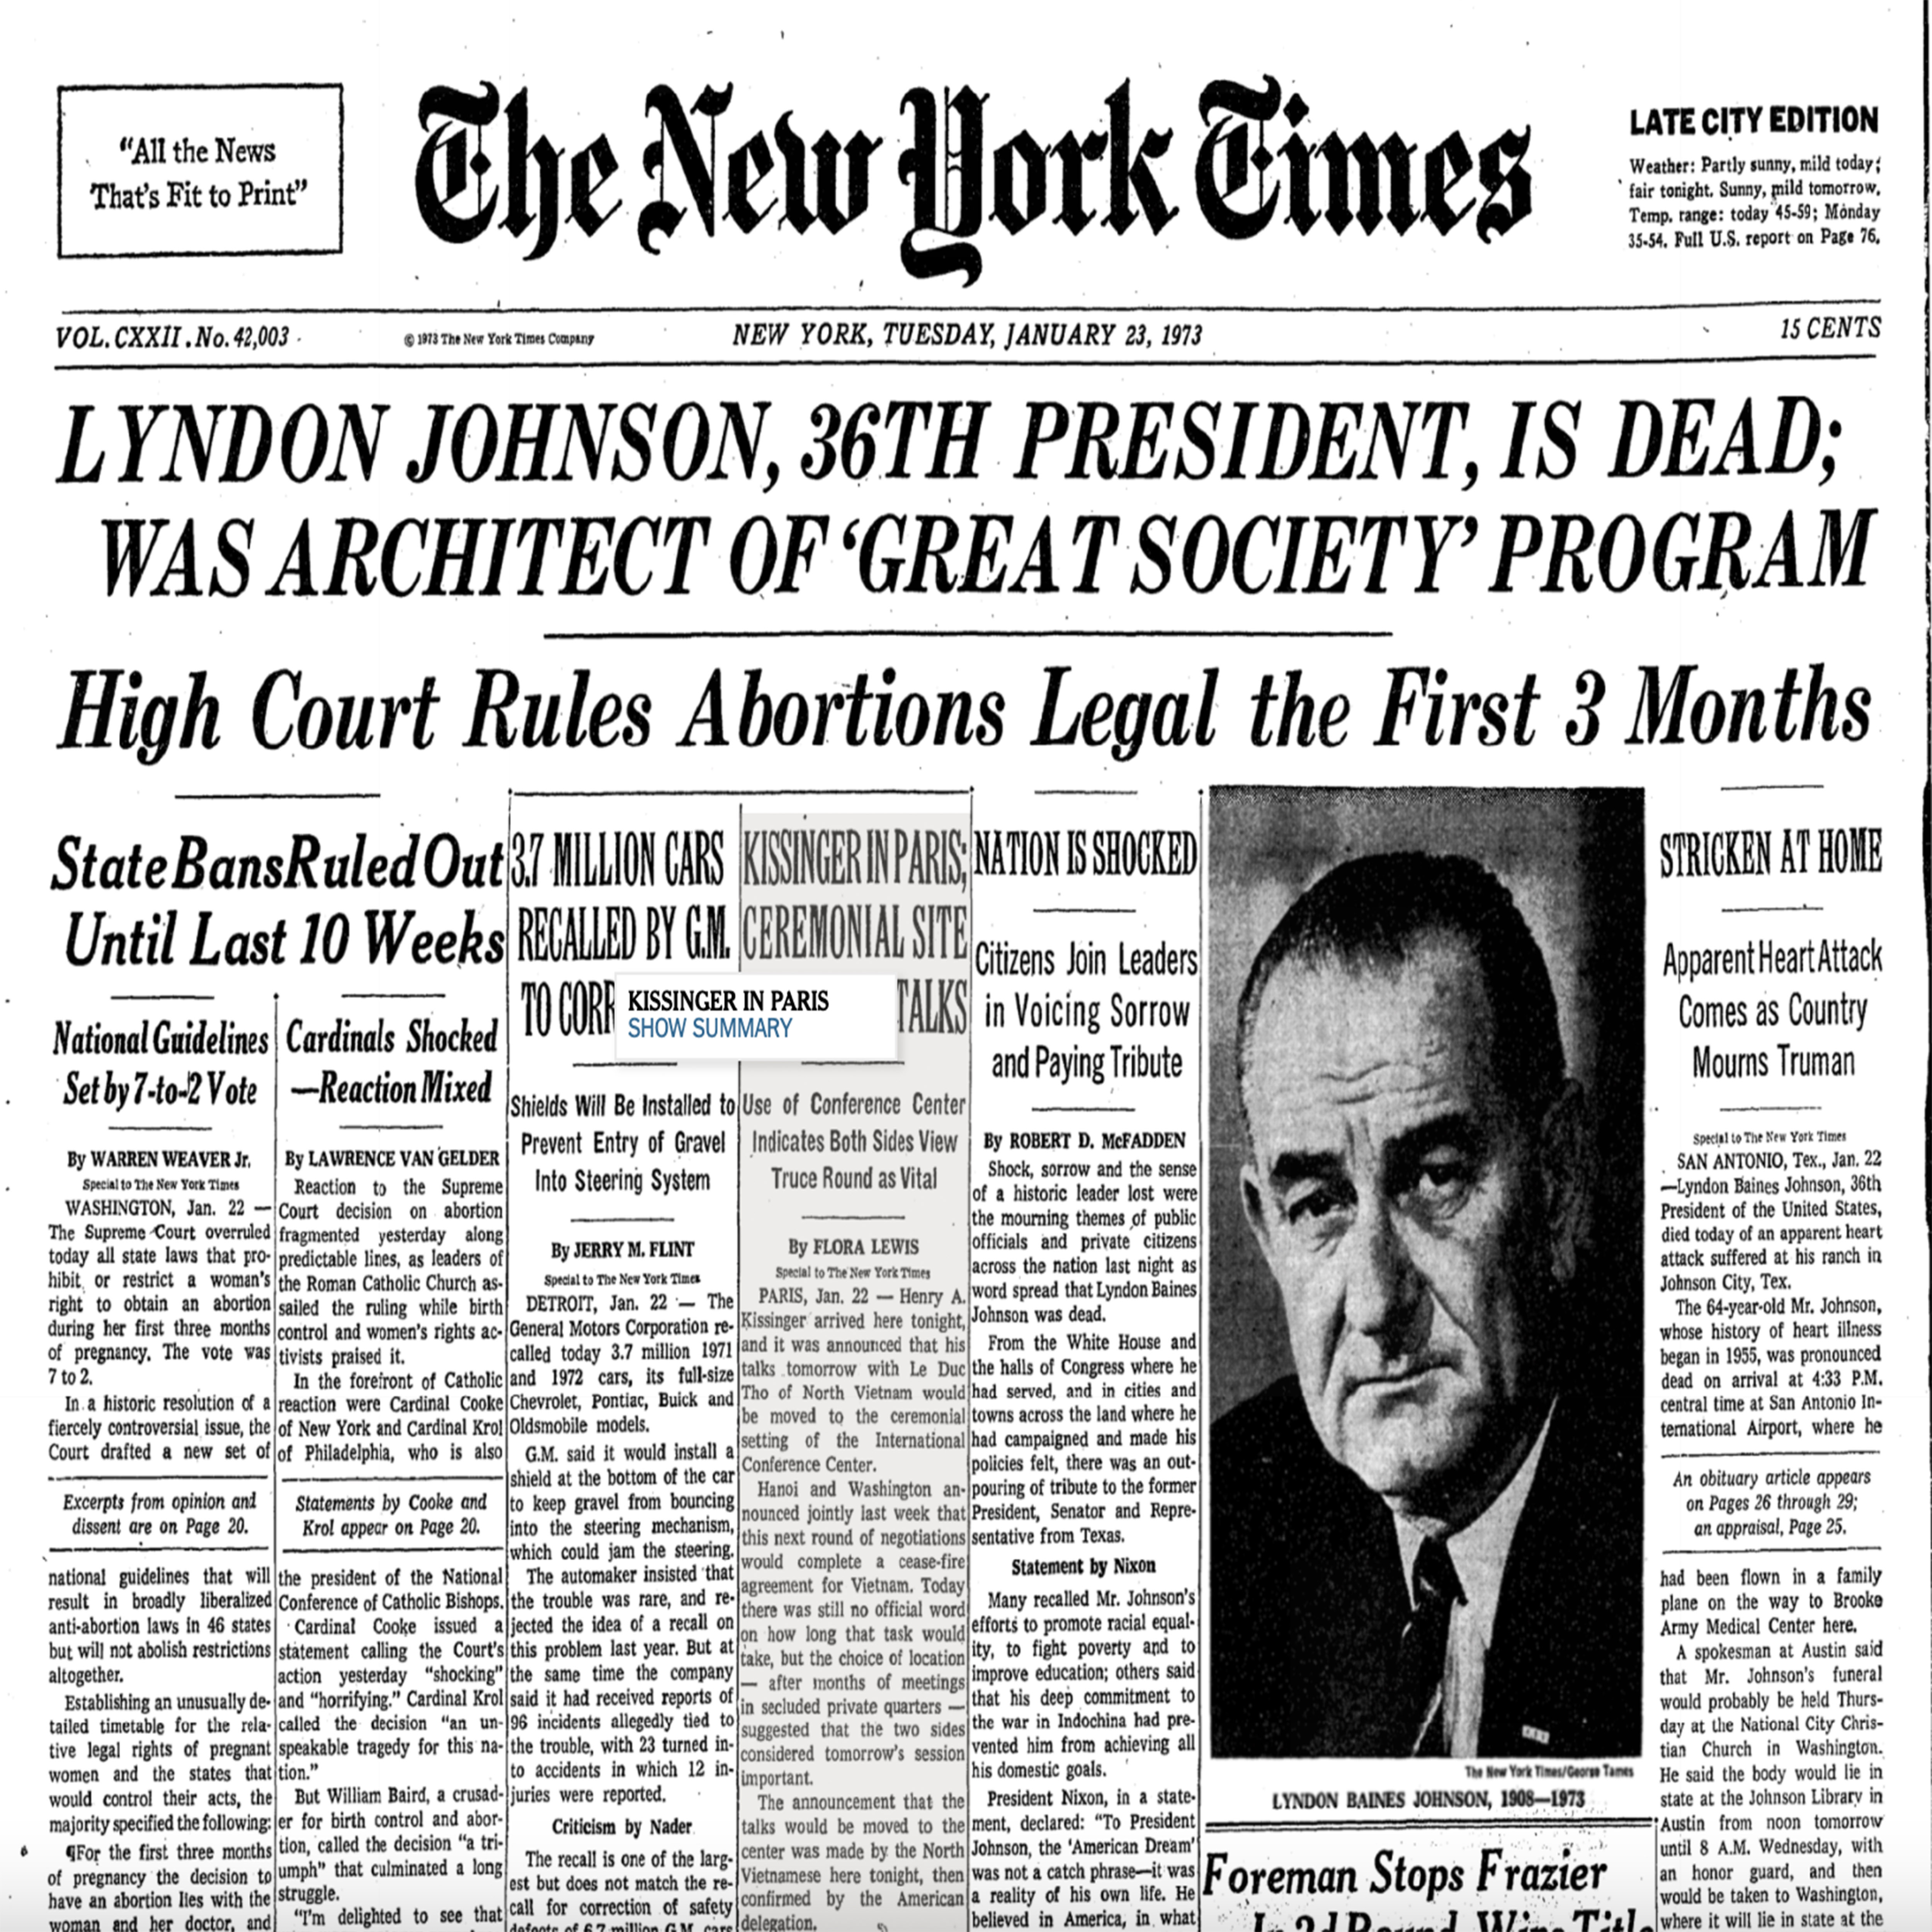 "All the News
That's Fit to Print"
The New York Times
LATE CITY EDITION
Weather: Partly sunny, mild today;
fair tonight. Sunny, mild tomorrow.
Temp. range: today 45-59; Monday
35-54. Full U.S. report on Page 76.
VOL. CXXII . No. 42,003
© 1973 The New York Times Company
NEW YORK, TUESDAY, JANUARY 23, 1973
15 CENTS
LYNDON JOHNSON, 36TH PRESIDENT, IS DEAD;
WAS ARCHITECT OF 'GREAT SOCIETY' PROGRAM
High Court Rules Abortions Legal the First 3 Months
State Bans Ruled Out
Until Last 10 Weeks
National Guidelines
Set by 7-to-2 Vote
By WARREN WEAVER Jr.
Special to The New York Times
WASHINGTON, Jan. 22 —
The Supreme Court overruled
today all state laws that pro-
hibit or restrict a woman's
right to obtain an abortion
during her first three months
of pregnancy. The vote was
7 to 2.
In a historic resolution of a
fiercely controversial issue, the
Court drafted a new set of
Excerpts from opinion and
dissent are on Page 20.
national guidelines that will
result in broadly liberalized
anti-abortion laws in 46 states
but will not abolish restrictions
altogether.
Establishing an unusually de-
tailed timetable for the rela-
tive legal rights of pregnant
women and the states that
would control their acts, the
majority specified the following:
¶For the first three months
of pregnancy the decision to
have an abortion lies with the
woman and her doctor, and
Cardinals Shocked
—Reaction Mixed
By LAWRENCE VAN GELDER
Reaction to the Supreme
Court decision on abortion
fragmented yesterday along
predictable lines, as leaders of
the Roman Catholic Church as-
sailed the ruling while birth
control and women's rights ac-
tivists praised it.
In the forefront of Catholic
reaction were Cardinal Cooke
of New York and Cardinal Krol
of Philadelphia, who is also
Statements by Cooke and
Krol appear on Page 20.
the president of the National
Conference of Catholic Bishops.
Cardinal Cooke issued a
statement calling the Court's
action yesterday "shocking"
and "horrifying." Cardinal Krol
called the decision "an un-
speakable tragedy for this na-
tion."
But William Baird, a crusad-
er for birth control and abor-
tion, called the decision "a tri-
umph" that culminated a long
struggle.
"I'm delighted to see that
3.7 MILLION CARS
RECALLED BY G.M.
TO CORR
Shields Will Be Installed to
Prevent Entry of Gravel
Into Steering System
By JERRY M. FLINT
Special to The New York Times
DETROIT, Jan. 22 — The
General Motors Corporation re-
called today 3.7 million 1971
and 1972 cars, its full-size
Chevrolet, Pontiac, Buick and
Oldsmobile models.
G.M. said it would install a
shield at the bottom of the car
to keep gravel from bouncing
into the steering mechanism,
which could jam the steering.
The automaker insisted that
the trouble was rare, and re-
jected the idea of a recall on
this problem last year. But at
the same time the company
said it had received reports of
96 incidents allegedly tied to
the trouble, with 23 turned in-
to accidents in which 12 in-
juries were reported.
Criticism by Nader
The recall is one of the larg-
est but does not match the re-
call for correction of safety
defects of 6.7 million G.M. cars
KISSINGER IN PARIS;
CEREMONIAL SITE
TALKS
KISSINGER IN PARIS
SHOW SUMMARY
Use of Conference Center
Indicates Both Sides View
Truce Round as Vital
By FLORA LEWIS
Special to The New York Times
PARIS, Jan. 22 — Henry A.
Kissinger arrived here tonight,
and it was announced that his
talks tomorrow with Le Duc
Tho of North Vietnam would
be moved to the ceremonial
setting of the International
Conference Center.
Hanoi and Washington an-
nounced jointly last week that
this next round of negotiations
would complete a cease-fire
agreement for Vietnam. Today
there was still no official word
on how long that task would
take, but the choice of location
— after months of meetings
in secluded private quarters —
suggested that the two sides
considered tomorrow's session
important.
The announcement that the
talks would be moved to the
center was made by the North
Vietnamese here tonight, then
confirmed by the American
delegation.
NATION IS SHOCKED
Citizens Join Leaders
in Voicing Sorrow
and Paying Tribute
By ROBERT D. McFADDEN
Shock, sorrow and the sense
of a historic leader lost were
the mourning themes of public
officials and private citizens
across the nation last night as
word spread that Lyndon Baines
Johnson was dead.
From the White House and
the halls of Congress where he
had served, and in cities and
towns across the land where he
had campaigned and made his
policies felt, there was an out-
pouring of tribute to the former
President, Senator and Repre-
sentative from Texas.
Statement by Nixon
Many recalled Mr. Johnson's
efforts to promote racial equal-
ity, to fight poverty and to
improve education; others said
that his deep commitment to
the war in Indochina had pre-
vented him from achieving all
his domestic goals.
President Nixon, in a state-
ment, declared: "To President
Johnson, the 'American Dream'
was not a catch phrase—it was
a reality of his own life. He
believed in America, in what
The New York Times/George Tames
LYNDON BAINES JOHNSON, 1908—1973
Foreman Stops Frazier
In 2d Round, Wins Title
STRICKEN AT HOME
Apparent Heart Attack
Comes as Country
Mourns Truman
Special to The New York Times
SAN ANTONIO, Tex., Jan. 22
—Lyndon Baines Johnson, 36th
President of the United States,
died today of an apparent heart
attack suffered at his ranch in
Johnson City, Tex.
The 64-year-old Mr. Johnson,
whose history of heart illness
began in 1955, was pronounced
dead on arrival at 4:33 P.M.
central time at San Antonio In-
ternational Airport, where he
An obituary article appears
on Pages 26 through 29;
an appraisal, Page 25.
had been flown in a family
plane on the way to Brooke
Army Medical Center here.
A spokesman at Austin said
that Mr. Johnson's funeral
would probably be held Thurs-
day at the National City Chris-
tian Church in Washington.
He said the body would lie in
state at the Johnson Library in
Austin from noon tomorrow
until 8 A.M. Wednesday, with
an honor guard, and then
would be taken to Washington,
where it will lie in state at the